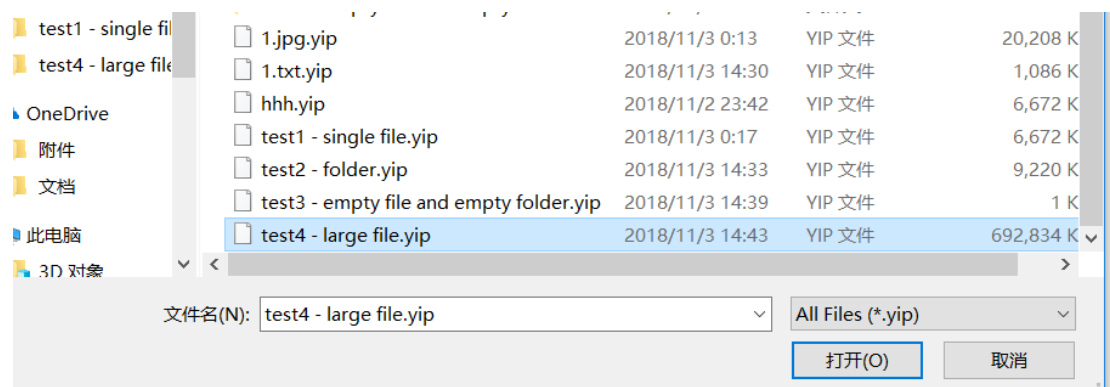 test1 - single fil
test4 - large file
OneDrive
附件
文档
此电脑
3D 对象
1.jpg.yip 2018/11/3 0:13 YIP 文件 20,208 K
1.txt.yip 2018/11/3 14:30 YIP 文件 1,086 K
hhh.yip 2018/11/2 23:42 YIP 文件 6,672 K
test1 - single file.yip 2018/11/3 0:17 YIP 文件 6,672 K
test2 - folder.yip 2018/11/3 14:33 YIP 文件 9,220 K
test3 - empty file and empty folder.yip 2018/11/3 14:39 YIP 文件 1 K
test4 - large file.yip 2018/11/3 14:43 YIP 文件 692,834 K
文件名(N): test4 - large file.yip All Files (*.yip)
打开(O) 取消